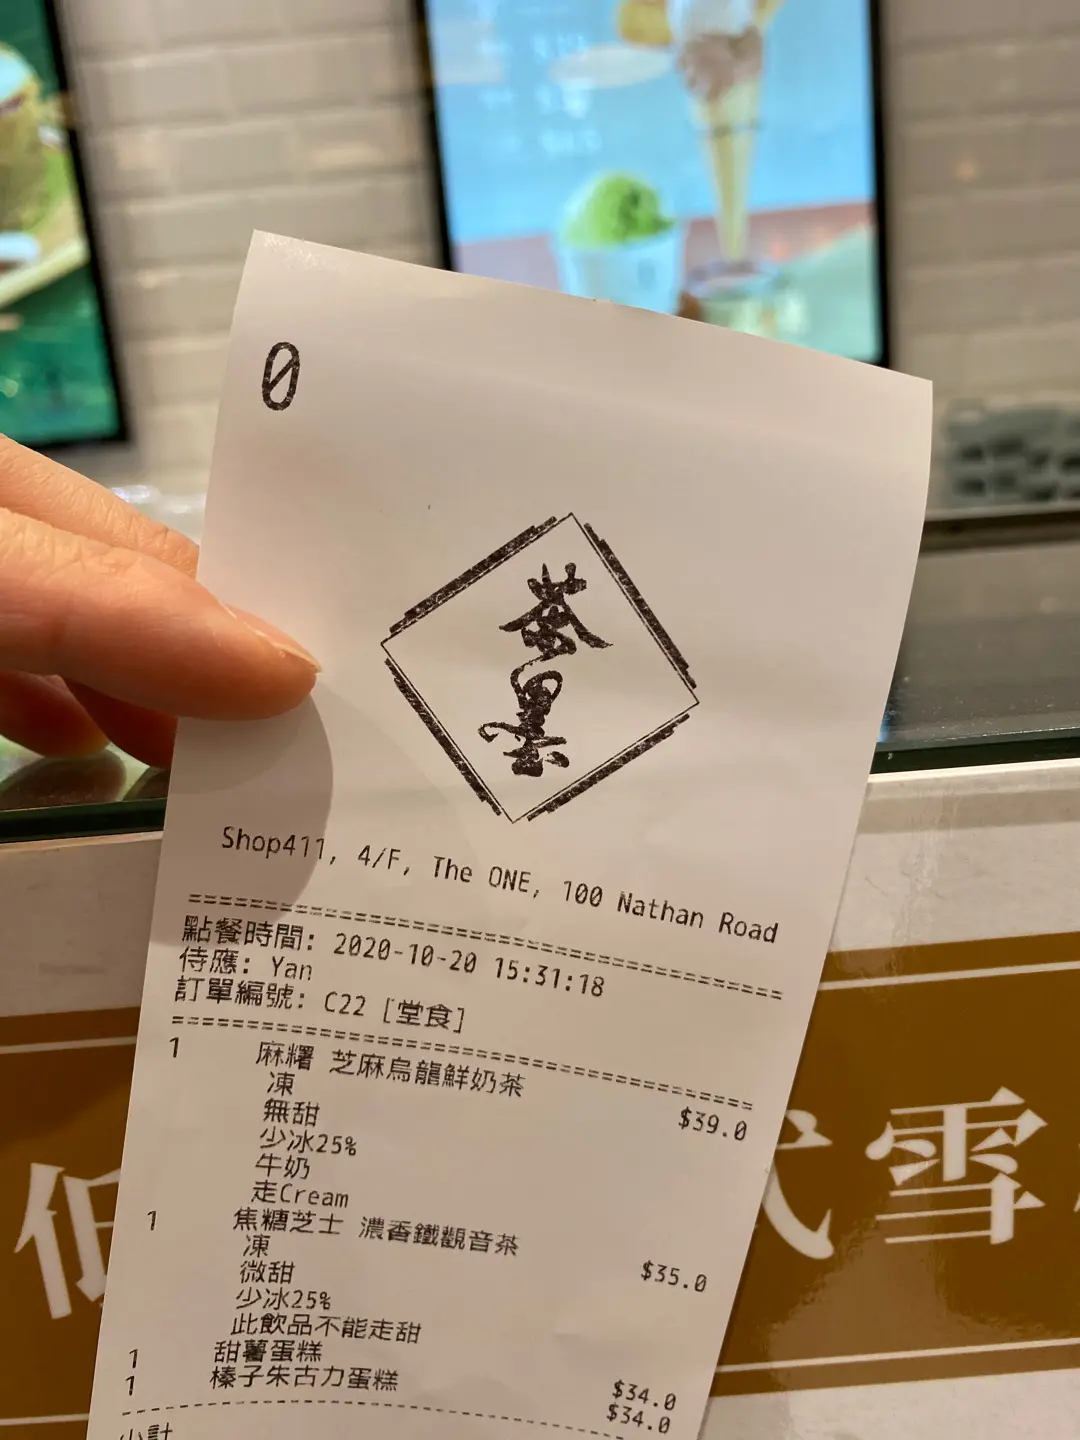 0
茶墨
Shop411, 4/F, The ONE, 100 Nathan Road
點餐時間: 2020-10-20 15:31:18
侍應: Yan
訂單編號: C22 [堂食]
1 麻糬 芝麻烏龍鮮奶茶 $39.0
凍
無甜
少冰25%
牛奶
走Cream
1 焦糖芝士 濃香鐵觀音茶 $35.0
凍
微甜
少冰25%
此飲品不能走甜
1 甜薯蛋糕 $34.0
1 榛子朱古力蛋糕 $34.0
小計
低
式雪